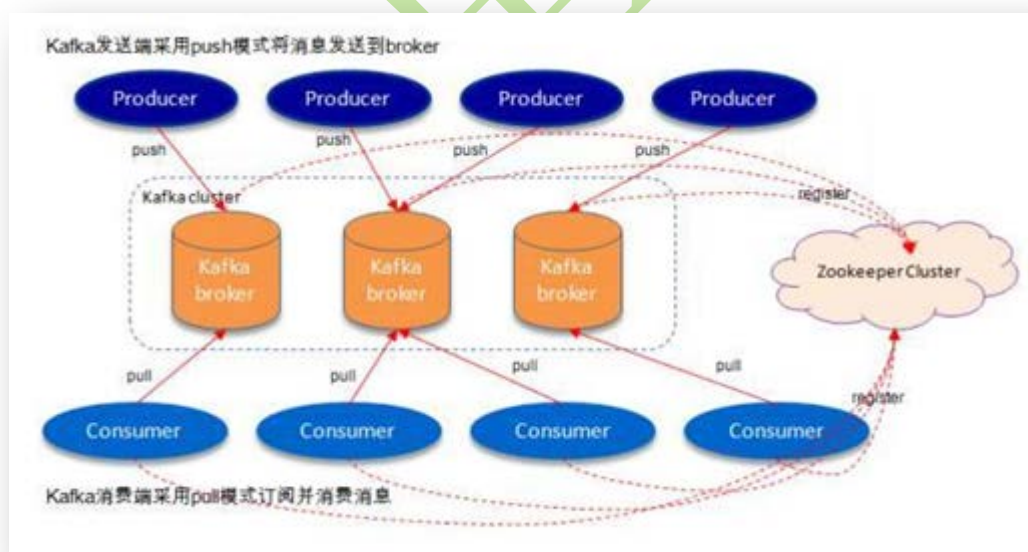 Kafka发送端采用push模式将消息发送到broker
Producer
Producer
Producer
Producer
push
push
push
push
Kafka cluster
register
Kafka
broker
Kafka
broker
Kafka
broker
Zookeeper Cluster
pull
pull
pull
pull
register
Consumer
Consumer
Consumer
Consumer
Kafka消费端采用poll模式订阅并消费消息